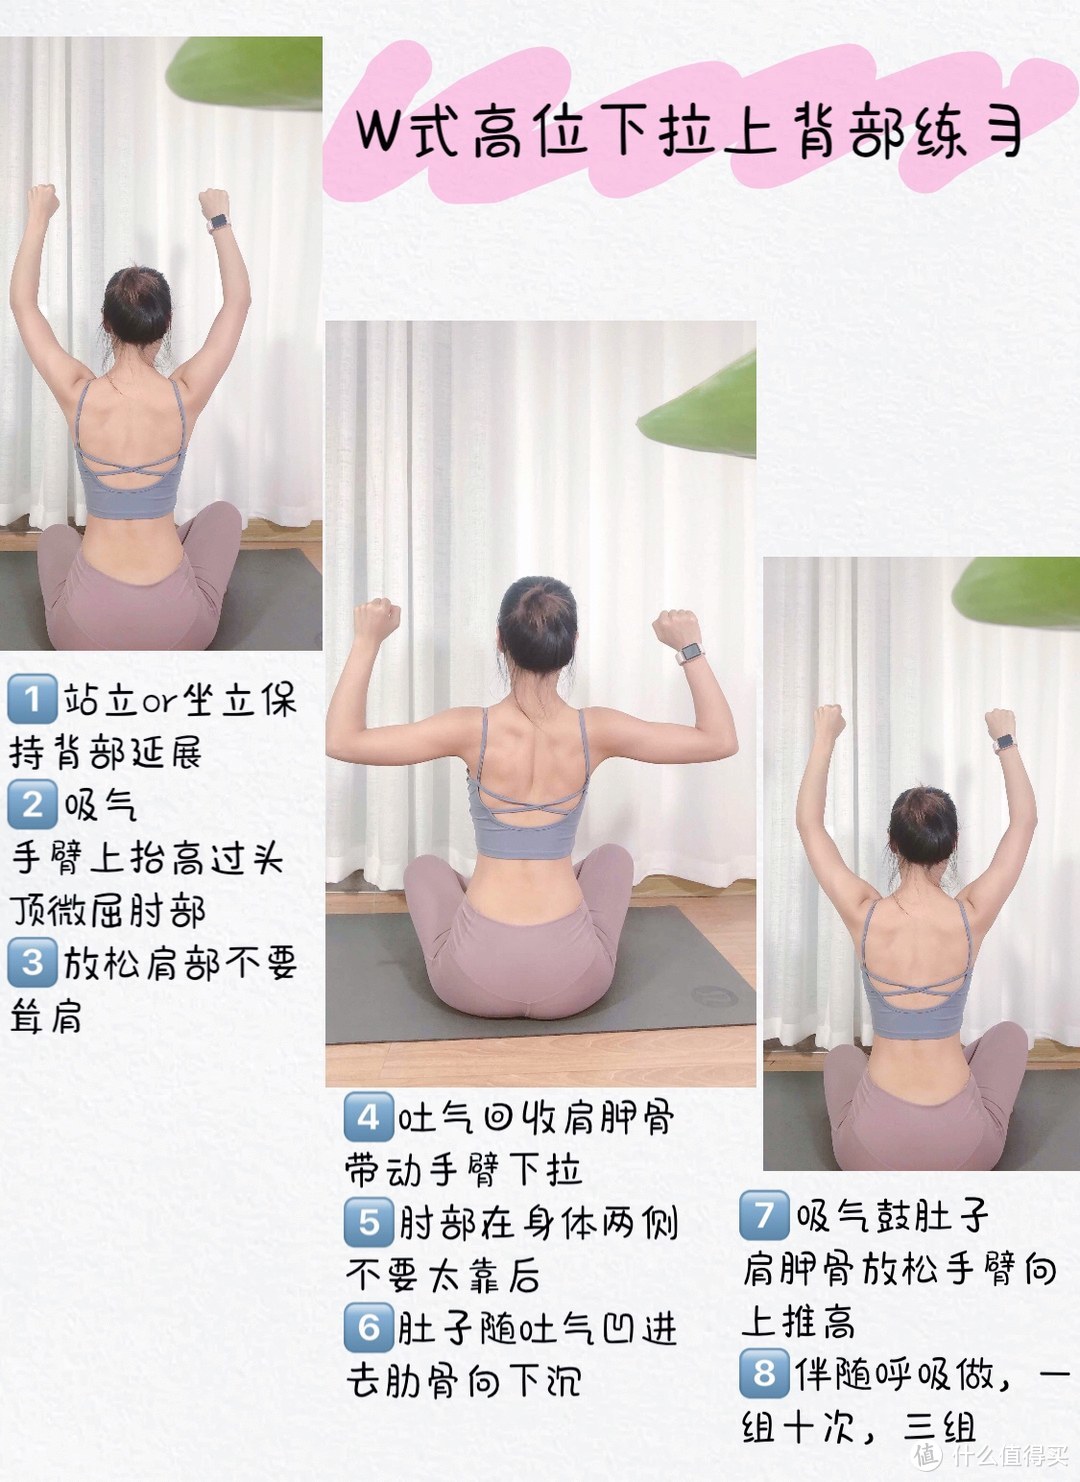 W式高位下拉上背部练习
1 站立or坐立保
持背部延展
2 吸气
手臂上抬高过头
顶微屈肘部
3 放松肩部不要
耸肩
4 吐气回收肩胛骨
带动手臂下拉
5 肘部在身体两侧
不要太靠后
6 肚子随吐气凹进
去肋骨向下沉
7 吸气鼓肚子
肩胛骨放松手臂向
上推高
8 伴随呼吸做，一
组十次，三组
值 什么值得买